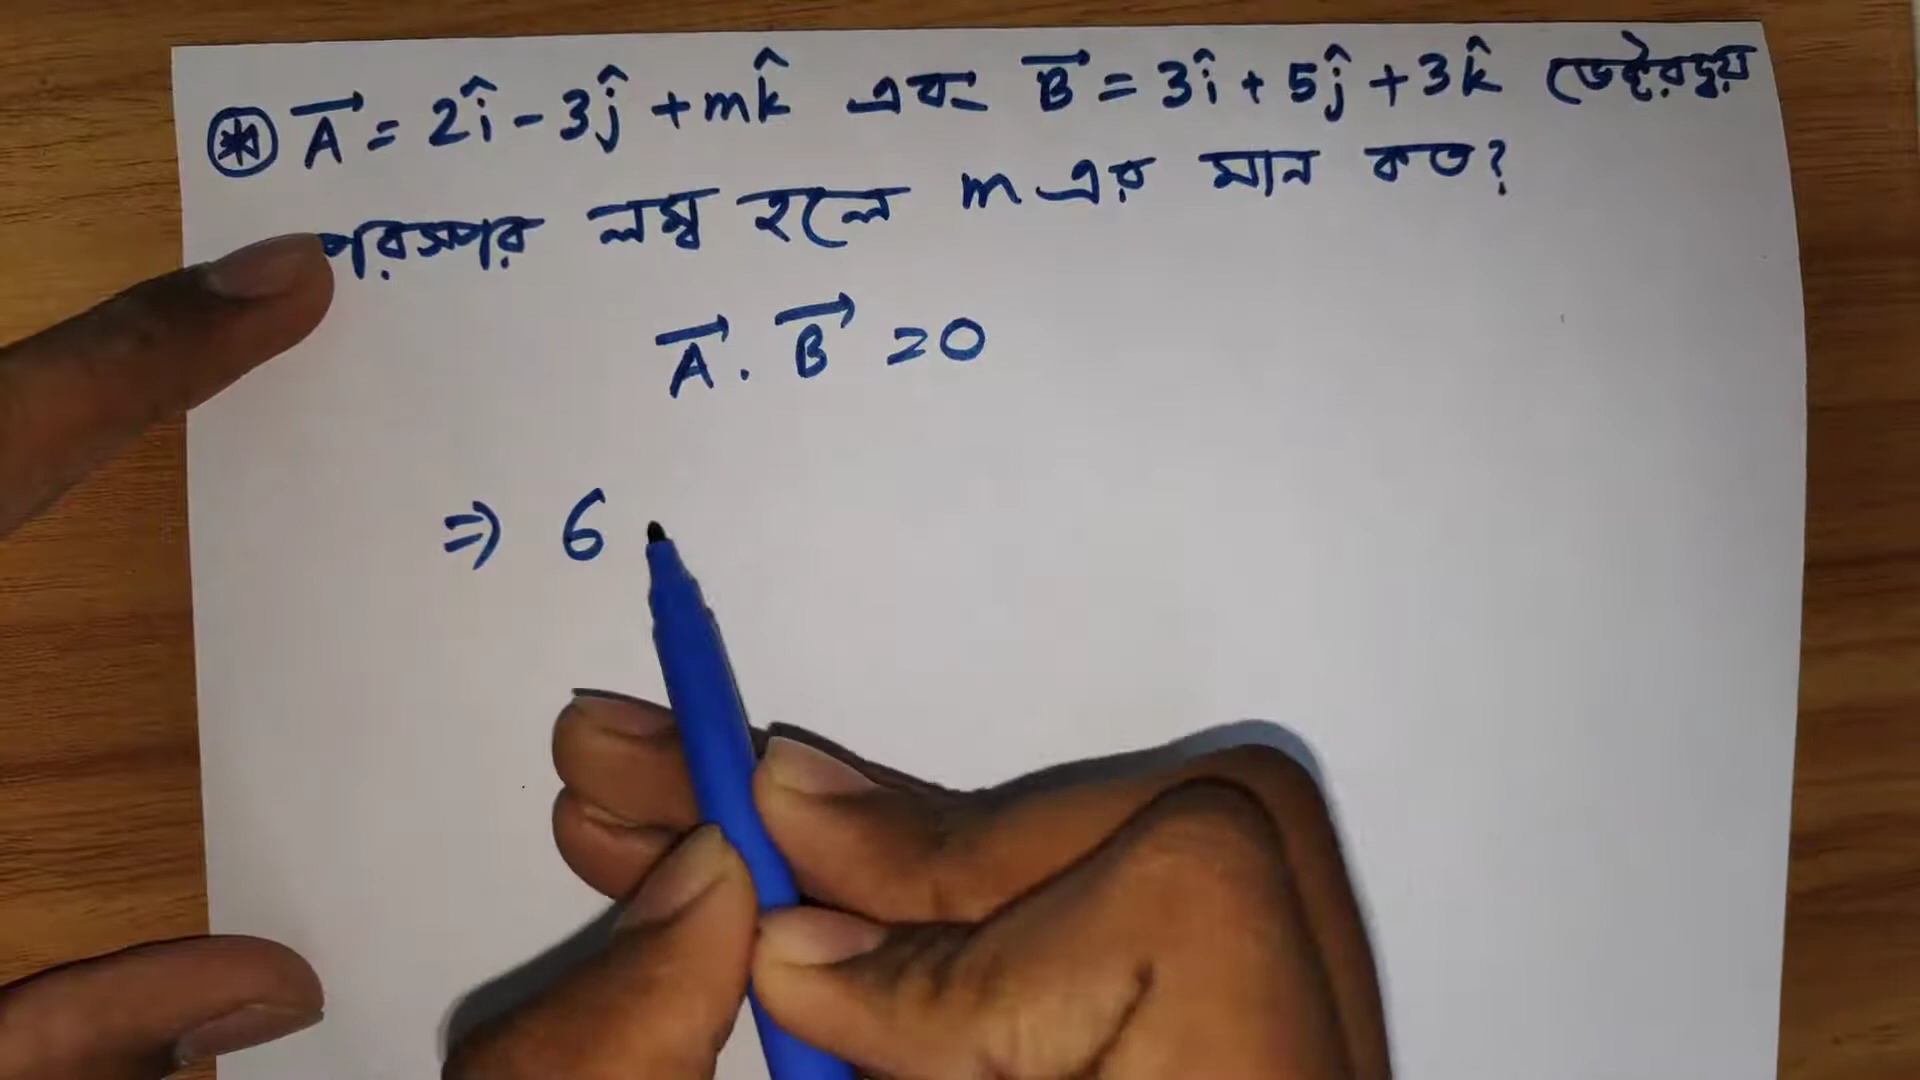 ✱ A⃗ = 2î - 3ĵ + mk̂ এবং B⃗ = 3î + 5ĵ + 3k̂ ভেক্টরদ্বয়
পরস্পর লম্ব হলে m এর মান কত?
A⃗ . B⃗ = 0
⇒ 6